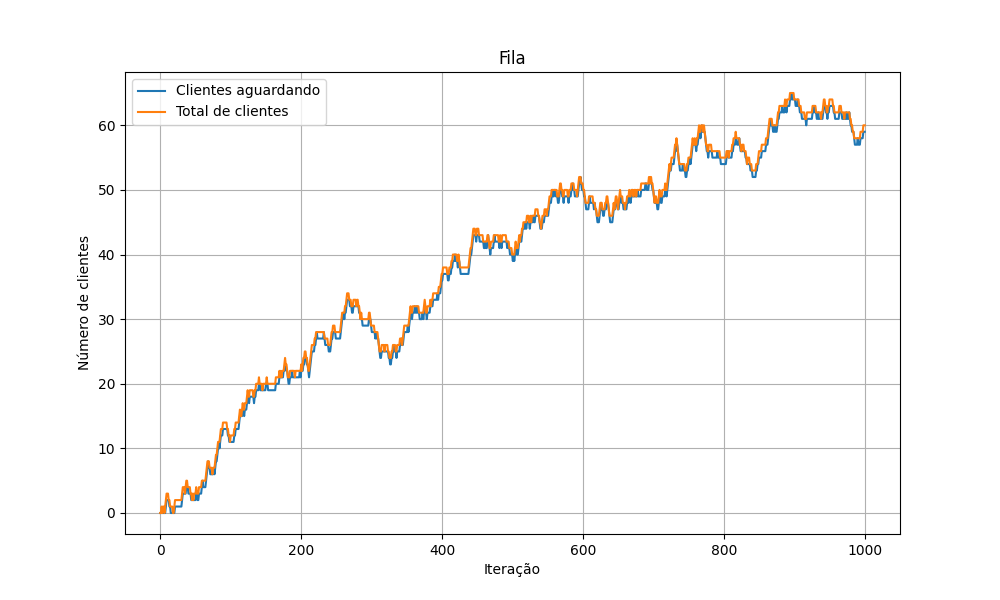 Fila
Clientes aguardando
Total de clientes
60
50
40
30
20
10
0
Número de clientes
0 200 400 600 800 1000
Iteração